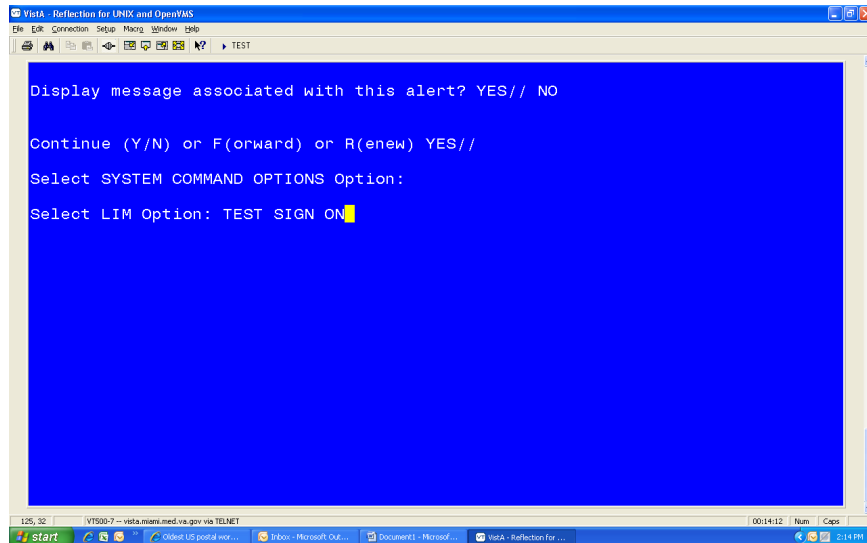 VistA - Reflection for UNIX and OpenVMS
File Edit Connection Setup Macro Window Help
TEST
Display message associated with this alert? YES// NO
Continue (Y/N) or F(orward) or R(enew) YES//
Select SYSTEM COMMAND OPTIONS Option:
Select LIM Option: TEST SIGN ON
125, 32 VT500-7 -- vista.miami.med.va.gov via TELNET 00:14:12 Num Caps
start Oldest US postal wor... Inbox - Microsoft Out... Document1 - Microsof... VistA - Reflection for ... 2:14 PM